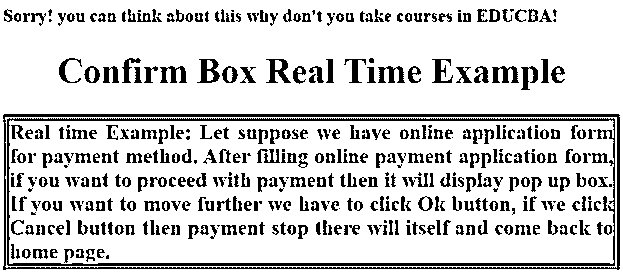 Sorry! you can think about this why don't you take courses in EDUCBA!
Confirm Box Real Time Example
Real time Example: Let suppose we have online application form
for payment method. After filling online payment application form,
if you want to proceed with payment then it will display pop up box.
If you want to move further we have to click Ok button, if we click
Cancel button then payment stop there will itself and come back to
home page.